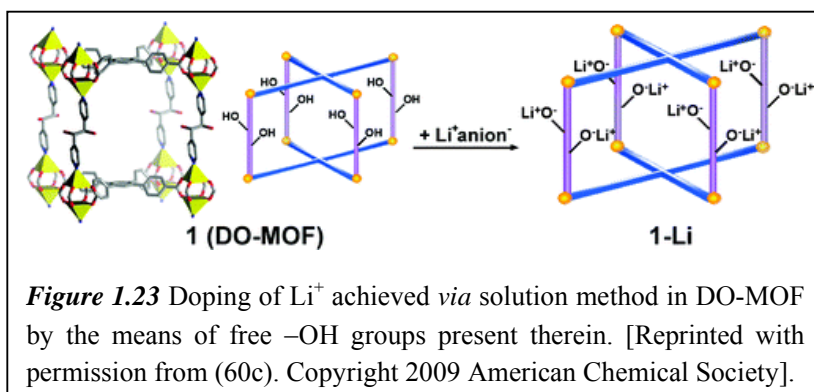 HO OH HO OH HO OH HO OH
+ Li⁺anion⁻
Li⁺O⁻ O⁻Li⁺ Li⁺O⁻ O⁻Li⁺ Li⁺O⁻ O⁻Li⁺ Li⁺O⁻ O⁻Li⁺
1 (DO-MOF) 1-Li
Figure 1.23 Doping of Li⁺ achieved via solution method in DO-MOF
by the means of free –OH groups present therein. [Reprinted with
permission from (60c). Copyright 2009 American Chemical Society].